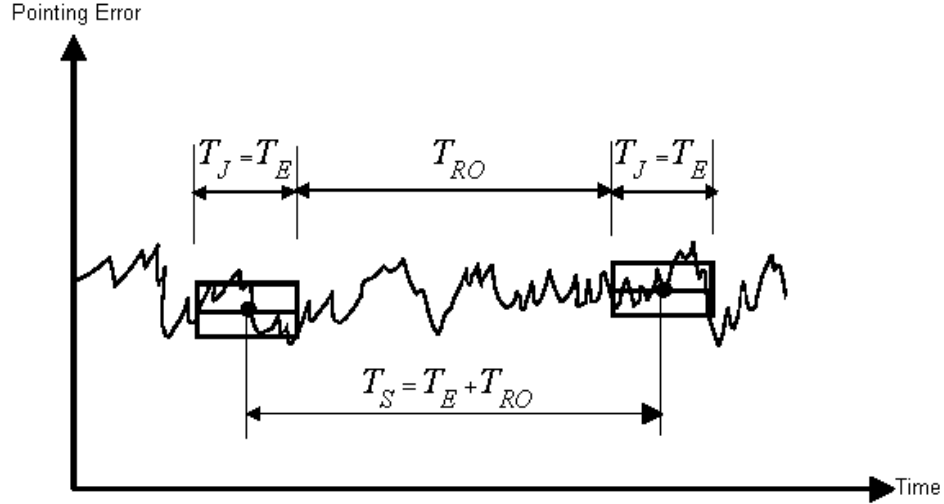 Pointing Error
T_J = T_E
T_RO
T_J = T_E
T_S = T_E + T_RO
Time